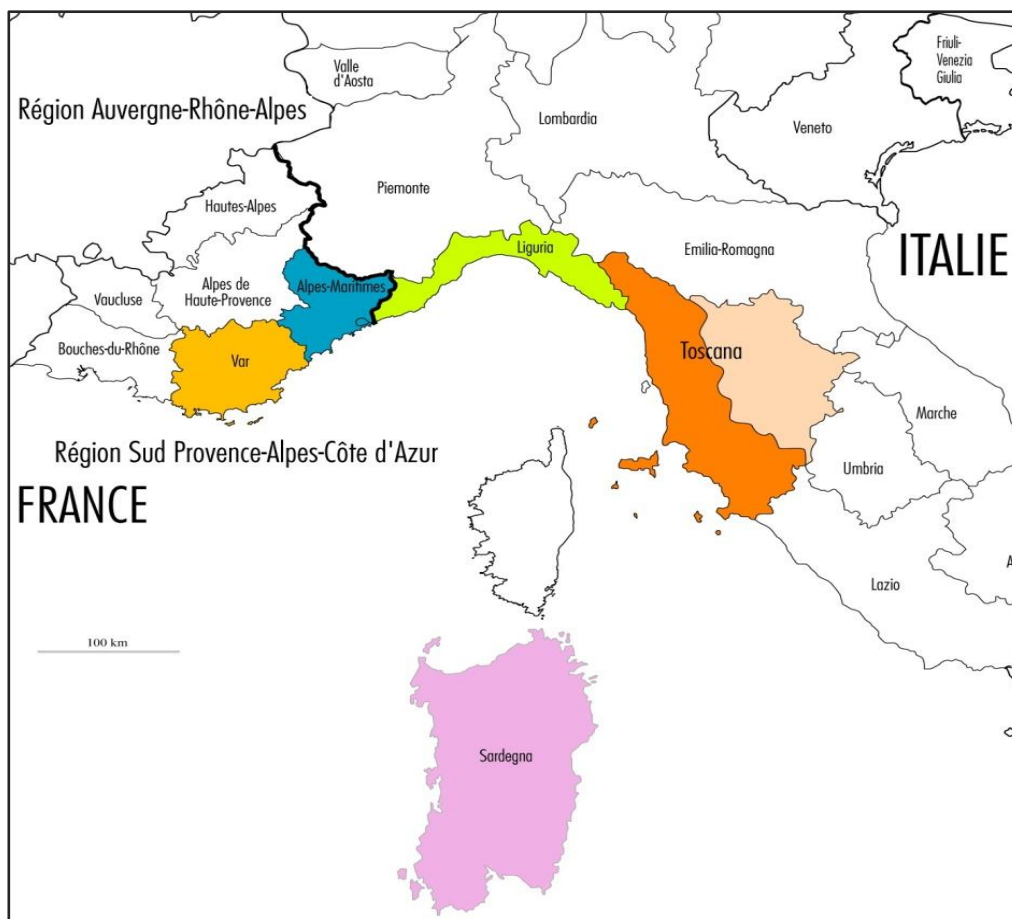 Friuli-
Venezia
Giulia
Valle
d'Aosta
Région Auvergne-Rhône-Alpes
Lombardia
Veneto
Piemonte
Hautes-Alpes
Liguria
Emilia-Romagna
ITALIE
Alpes de
Haute-Provence
Alpes-Maritimes
Vaucluse
Bouches-du-Rhône
Var
Toscana
Marche
Région Sud Provence-Alpes-Côte d'Azur
Umbria
FRANCE
A
Lazio
100 km
Sardegna